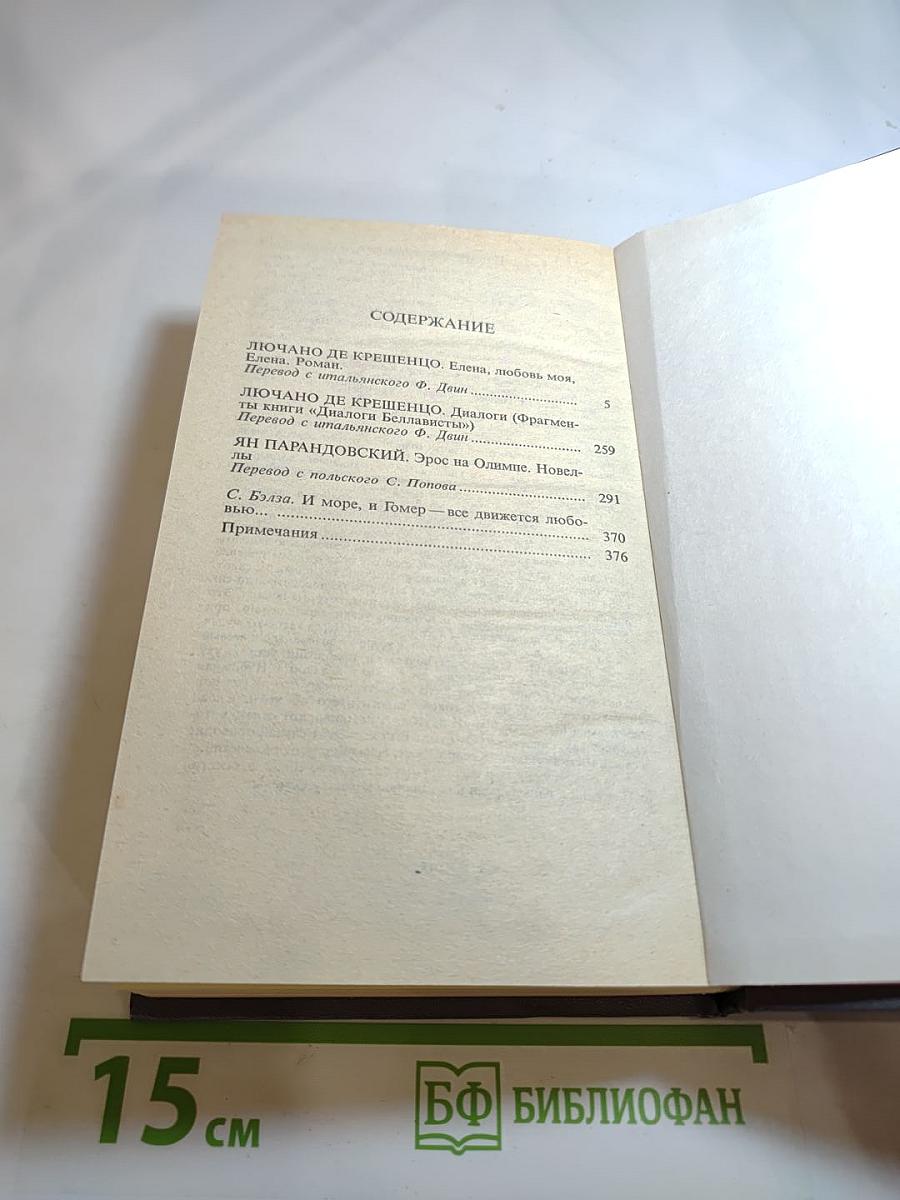 СОДЕРЖАНИЕ
ЛЮЧАНО ДЕ КРЕШЕНЦО. Елена, любовь моя,
Елена. Роман.
Перевод с итальянского Ф. Двин ........................ 5
ЛЮЧАНО ДЕ КРЕШЕНЦО. Диалоги (Фрагмен-
ты книги «Диалоги Беллависты»)
Перевод с итальянского Ф. Двин ........................ 259
ЯН ПАРАНДОВСКИЙ. Эрос на Олимпе. Новел-
лы
Перевод с польского С. Попова ........................ 291
С. Бэлза. И море, и Гомер — все движется любо-
вью... ........................ 370
Примечания ........................ 376
15 см
БФ БИБЛИОФАН